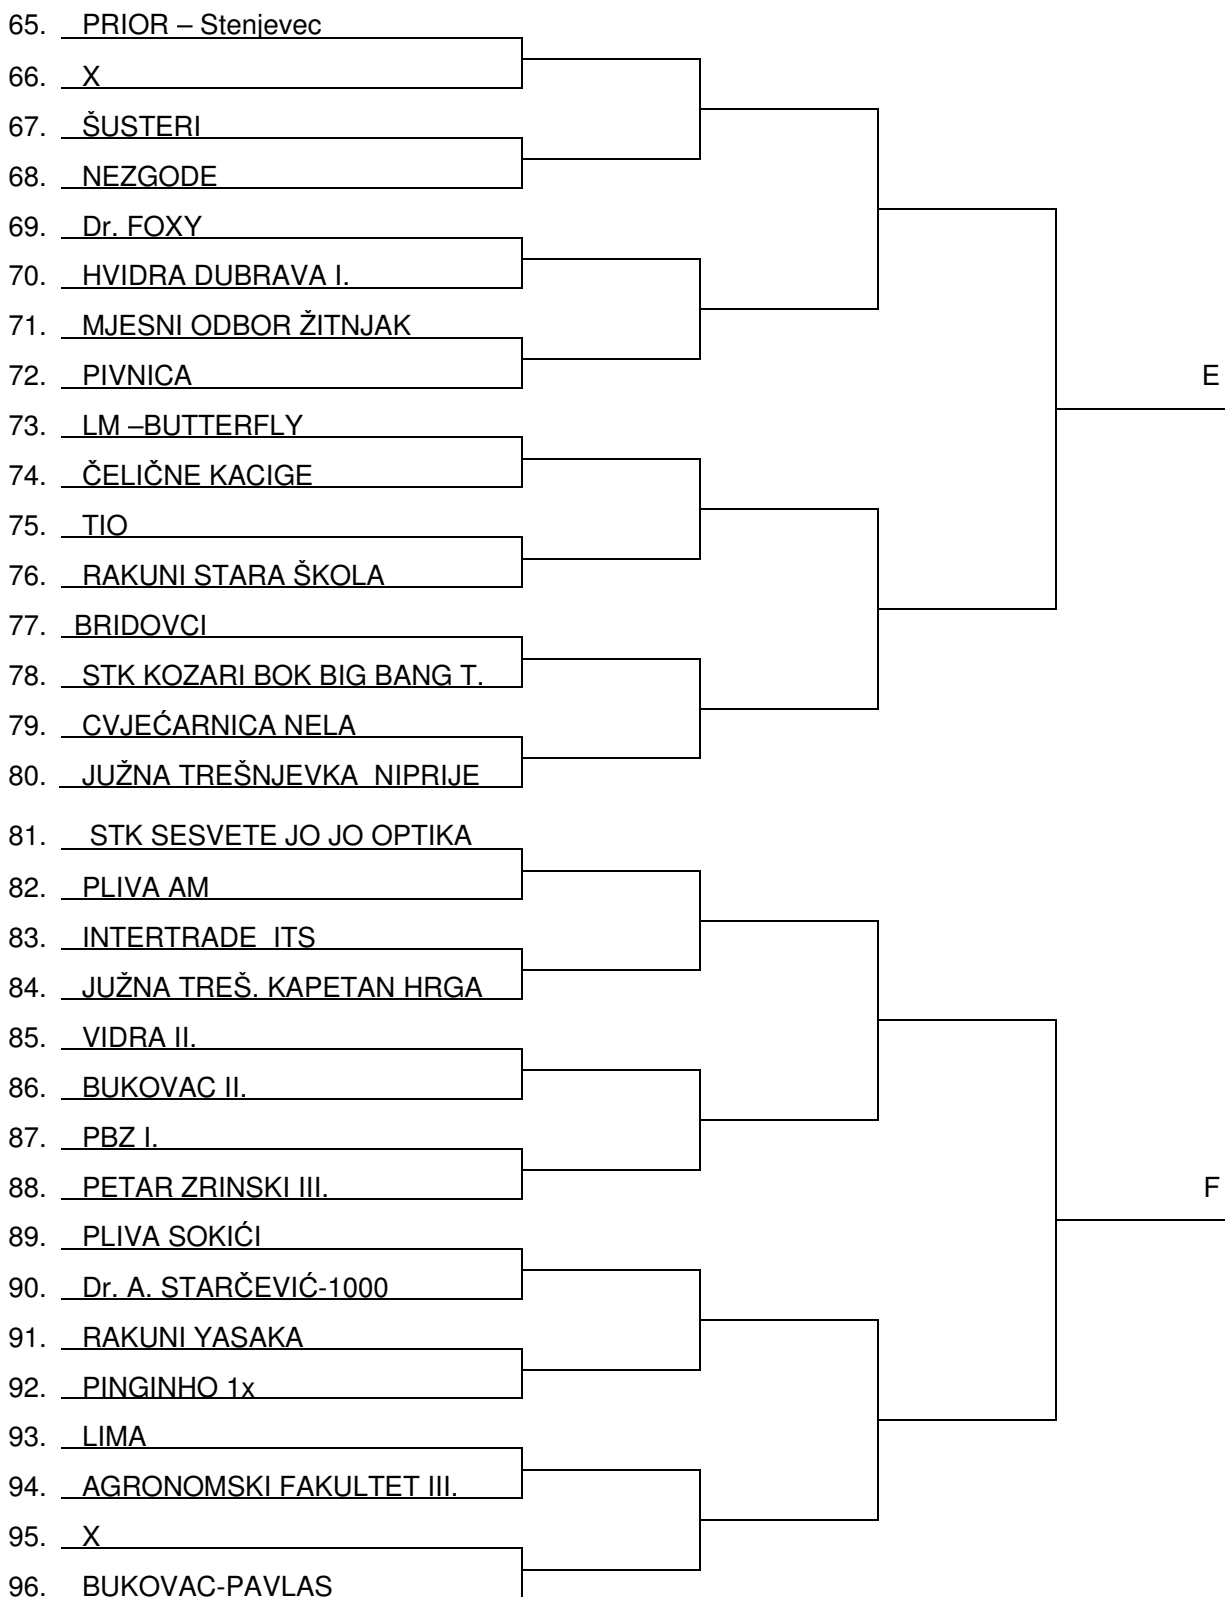 65. PRIOR – Stenjevec
66. X
67. ŠUSTERI
68. NEZGODE
69. Dr. FOXY
70. HVIDRA DUBRAVA I.
71. MJESNI ODBOR ŽITNJAK
72. PIVNICA
E
73. LM –BUTTERFLY
74. ČELIČNE KACIGE
75. TIO
76. RAKUNI STARA ŠKOLA
77. BRIDOVCI
78. STK KOZARI BOK BIG BANG T.
79. CVJEĆARNICA NELA
80. JUŽNA TREŠNJEVKA NIPRIJE
81. STK SESVETE JO JO OPTIKA
82. PLIVA AM
83. INTERTRADE ITS
84. JUŽNA TREŠ. KAPETAN HRGA
85. VIDRA II.
86. BUKOVAC II.
87. PBZ I.
88. PETAR ZRINSKI III.
F
89. PLIVA SOKIĆI
90. Dr. A. STARČEVIĆ-1000
91. RAKUNI YASAKA
92. PINGINHO 1x
93. LIMA
94. AGRONOMSKI FAKULTET III.
95. X
96. BUKOVAC-PAVLAS